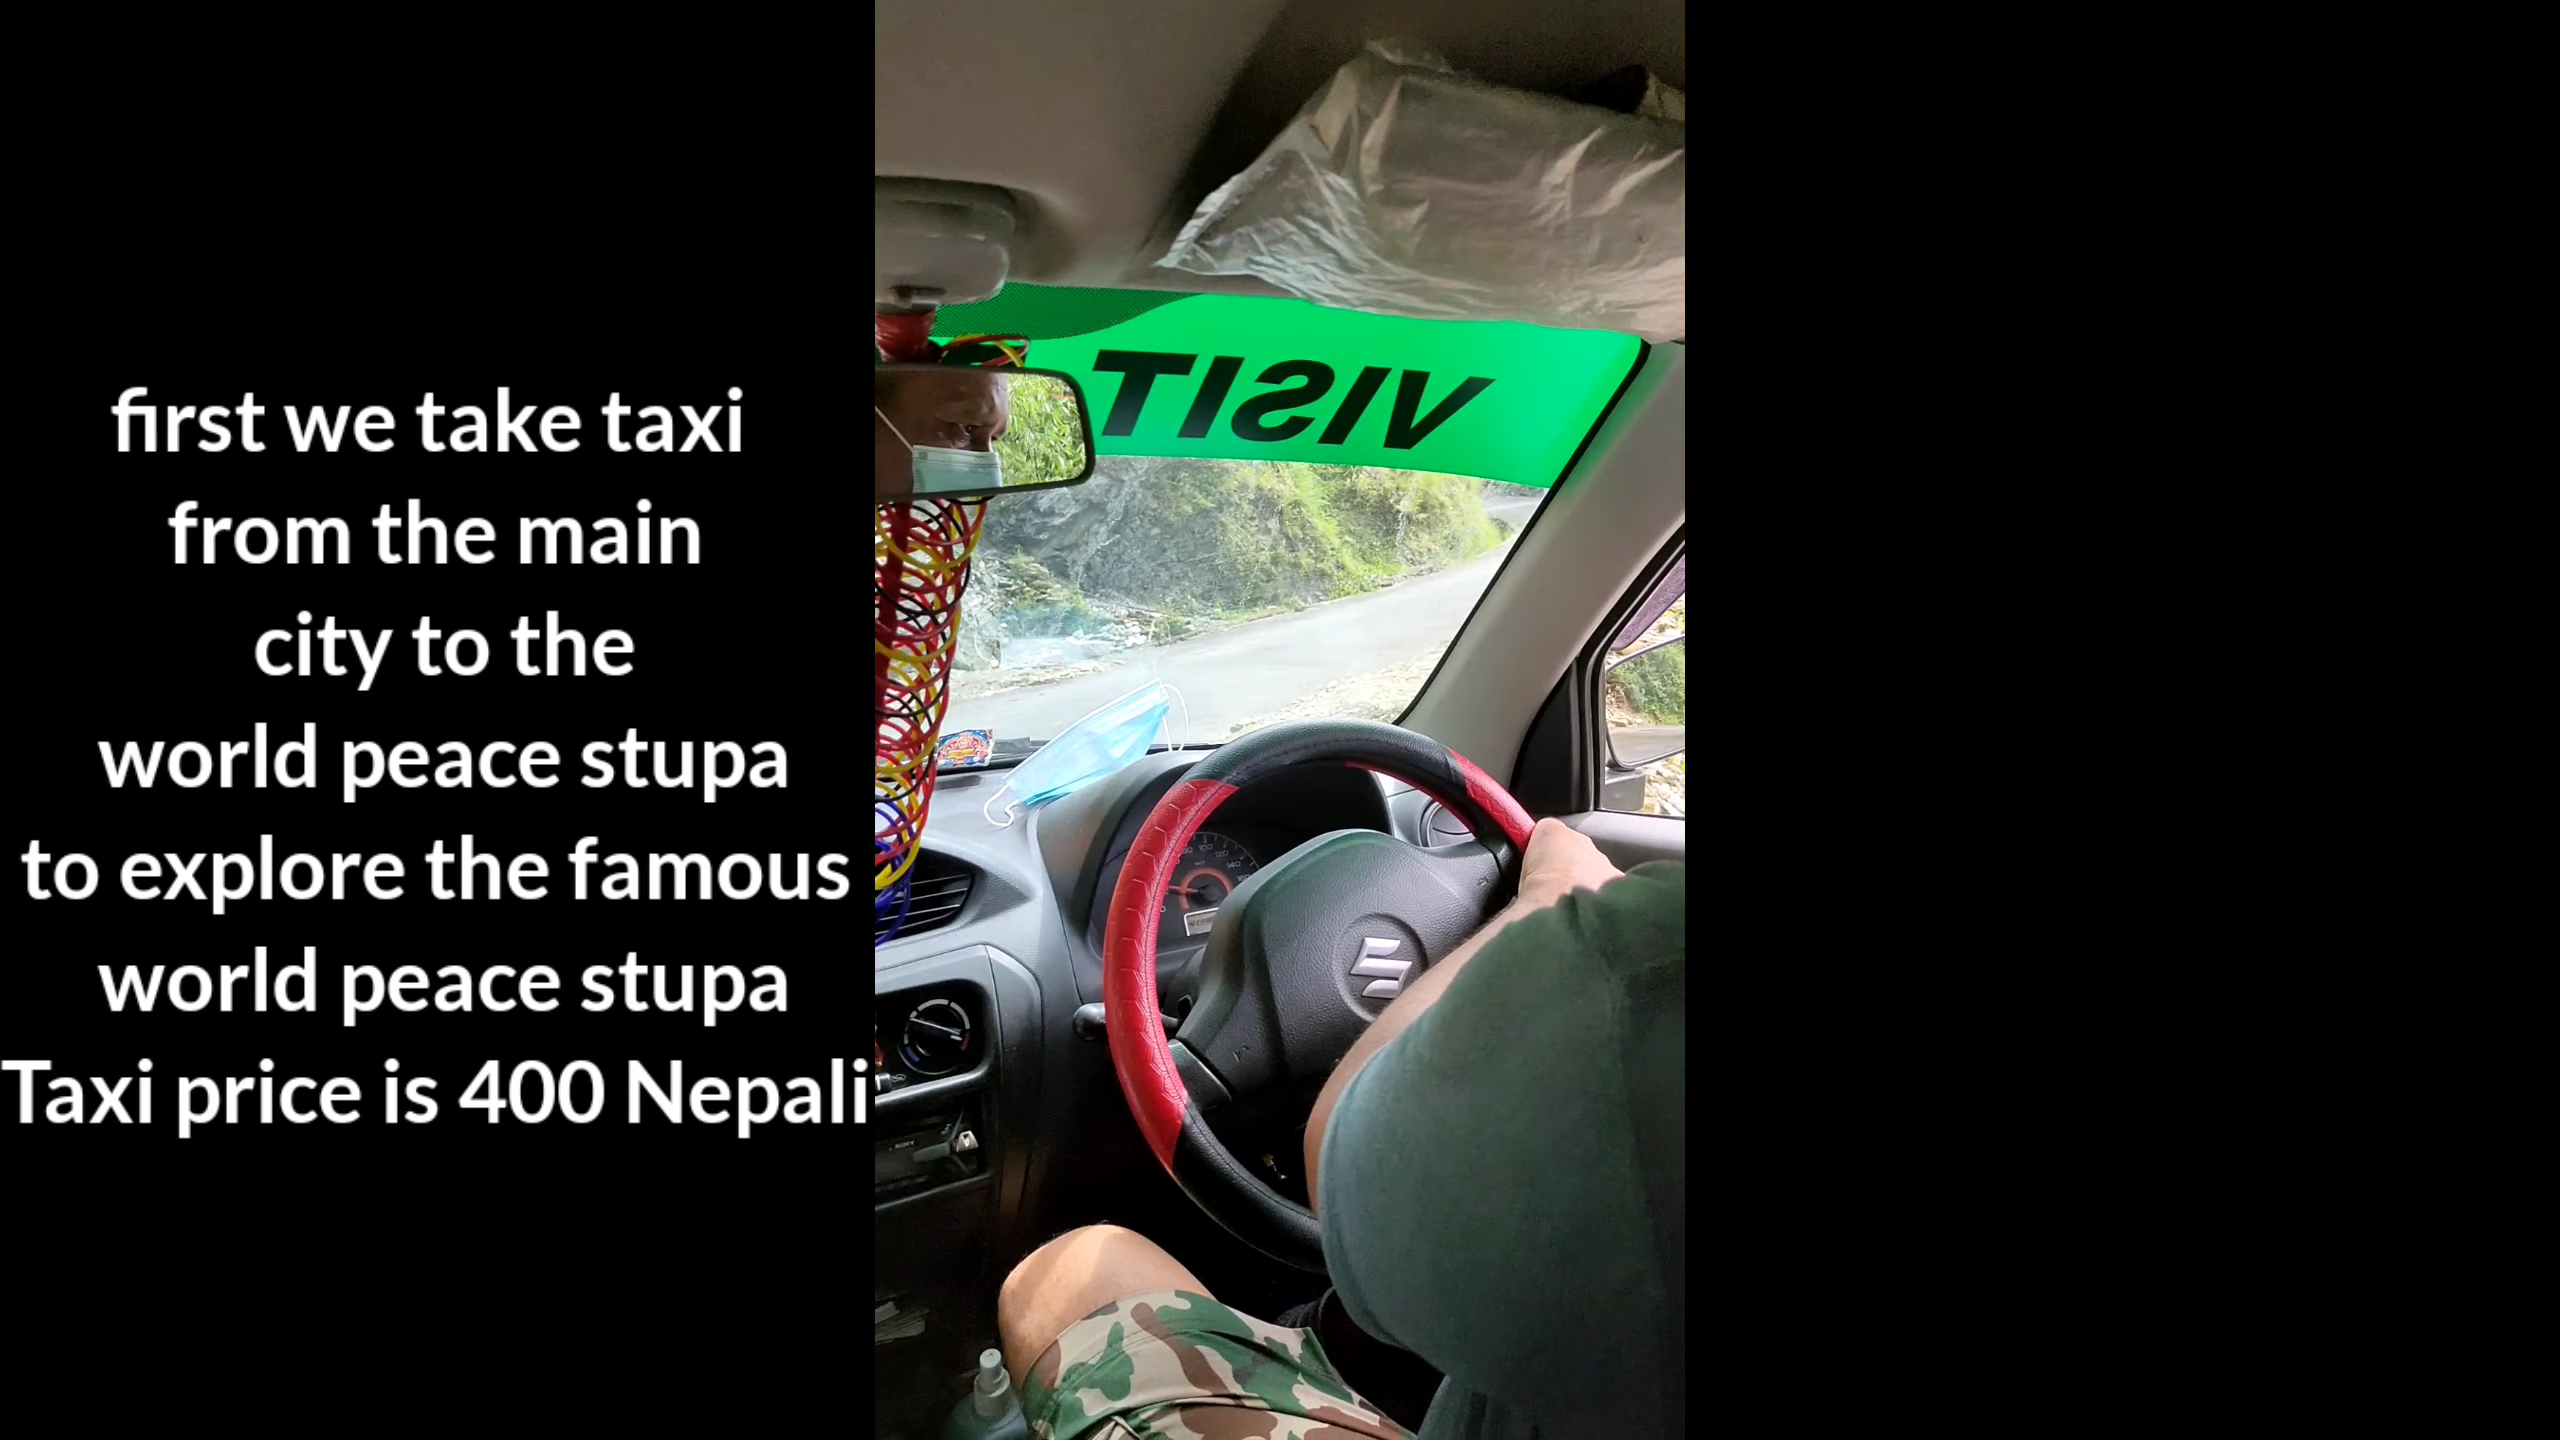 first we take taxi
from the main
city to the
world peace stupa
to explore the famous
world peace stupa
Taxi price is 400 Nepali
VISIT